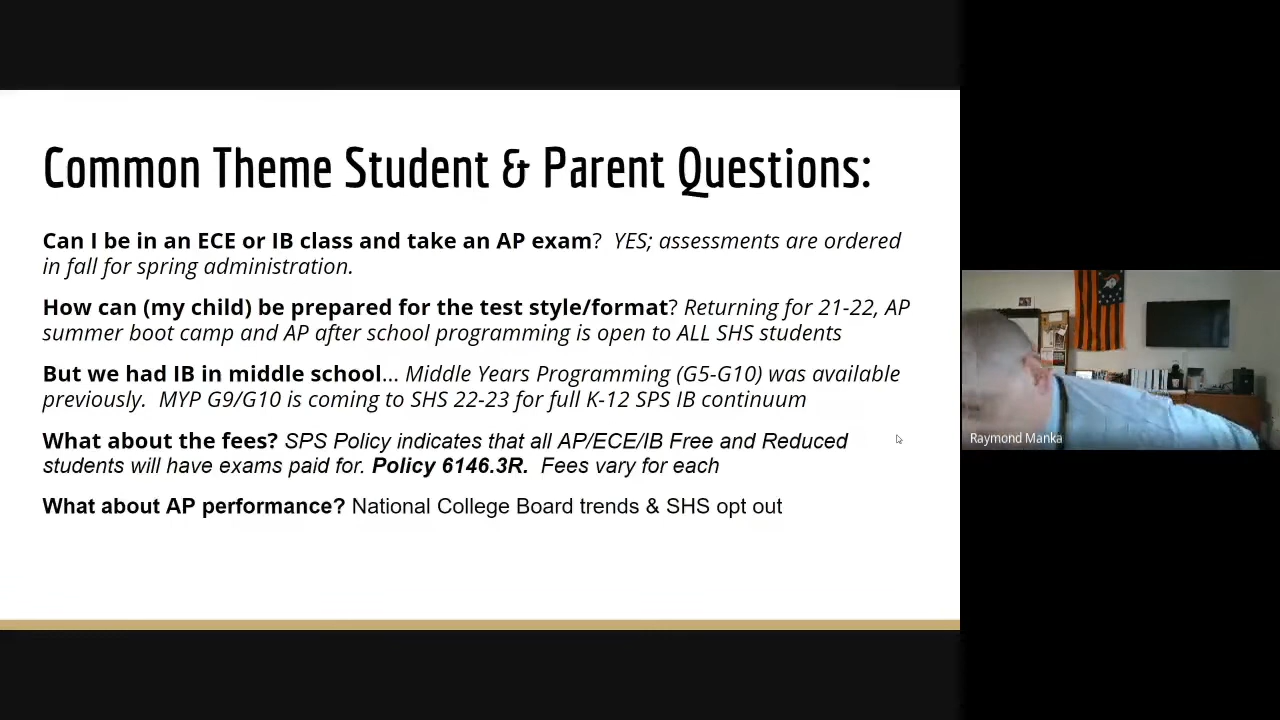 Common Theme Student & Parent Questions:
Can I be in an ECE or IB class and take an AP exam? YES; assessments are ordered
in fall for spring administration.
How can (my child) be prepared for the test style/format? Returning for 21-22, AP
summer boot camp and AP after school programming is open to ALL SHS students
But we had IB in middle school... Middle Years Programming (G5-G10) was available
previously. MYP G9/G10 is coming to SHS 22-23 for full K-12 SPS IB continuum
What about the fees? SPS Policy indicates that all AP/ECE/IB Free and Reduced
students will have exams paid for. Policy 6146.3R. Fees vary for each
What about AP performance? National College Board trends & SHS opt out
Raymond Manka